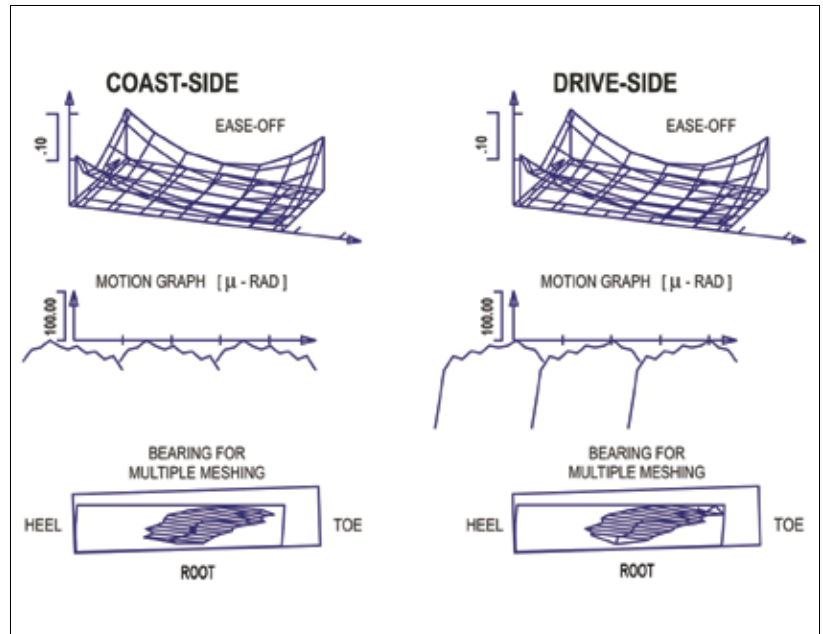 COAST-SIDE
EASE-OFF
.10
MOTION GRAPH [ μ - RAD ]
100.00
BEARING FOR
MULTIPLE MESHING
HEEL
TOE
ROOT
DRIVE-SIDE
EASE-OFF
.10
MOTION GRAPH [ μ - RAD ]
100.00
BEARING FOR
MULTIPLE MESHING
HEEL
TOE
ROOT